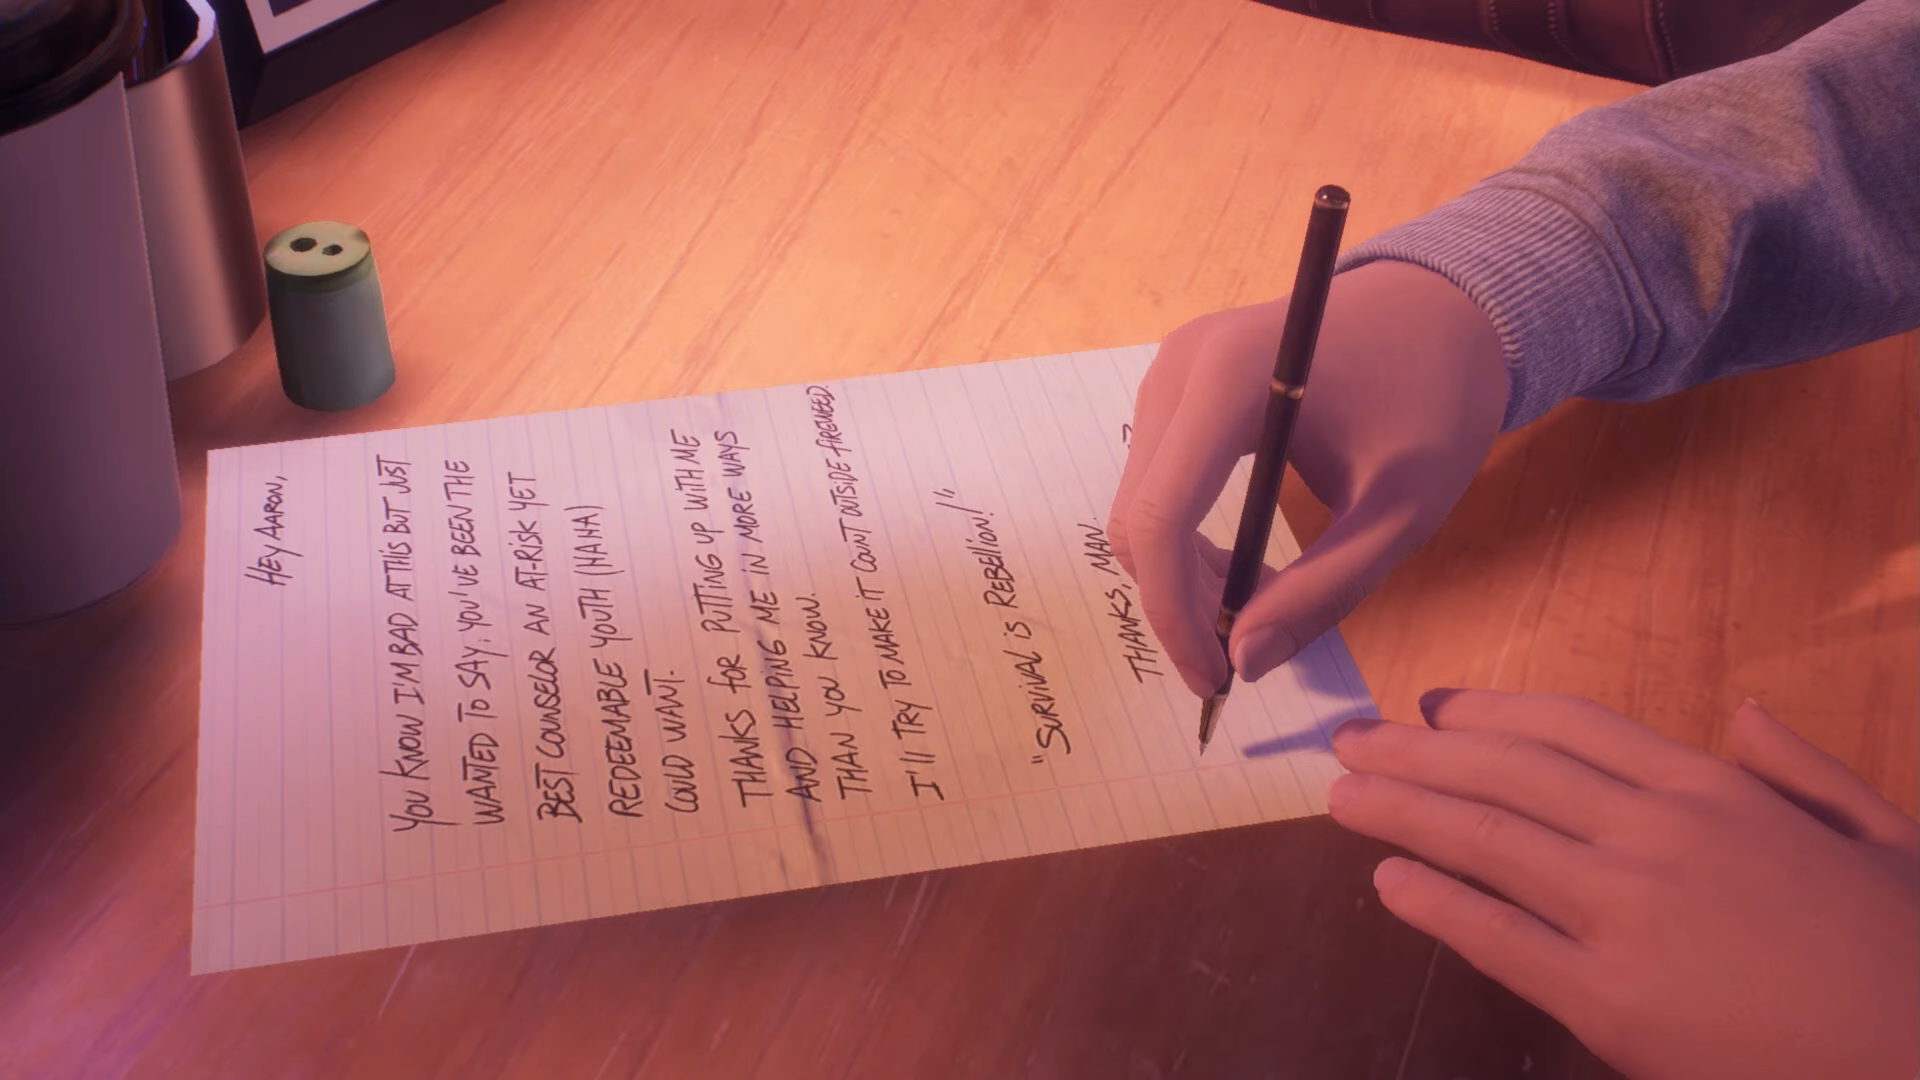 Hey Aaron,
You know I'm bad at this but just
wanted to say, you've been the
best counselor an at-risk yet
redeemable youth (haha)
could want.
Thanks for putting up with me
and helping me in more ways
than you know.
I'll try to make it count outside Fireweed.
"Survival is Rebellion!"
Thanks, man.